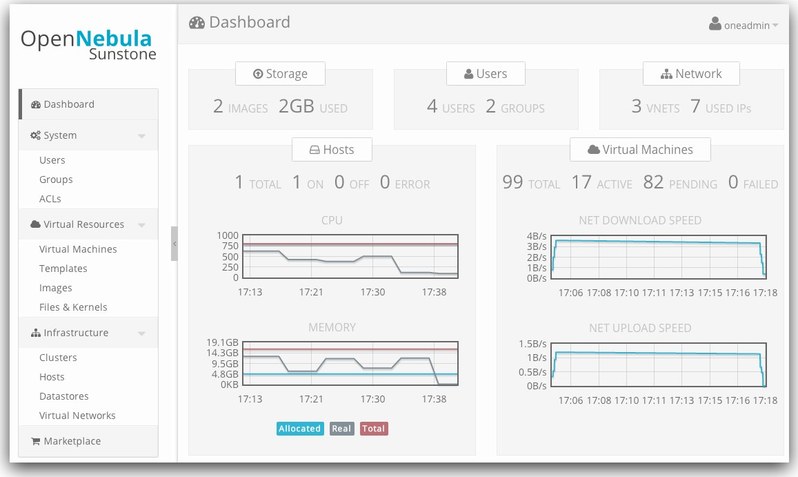 OpenNebula
Sunstone
Dashboard
System
Users
Groups
ACLs
Virtual Resources
Virtual Machines
Templates
Images
Files & Kernels
Infrastructure
Clusters
Hosts
Datastores
Virtual Networks
Marketplace
Dashboard
oneadmin
Storage
2 IMAGES 2GB USED
Users
4 USERS 2 GROUPS
Network
3 VNETS 7 USED IPs
Hosts
1 TOTAL 1 ON 0 OFF 0 ERROR
CPU
1000
750
500
250
0
17:13 17:21 17:30 17:38
MEMORY
19.1GB
14.3GB
9.5GB
4.8GB
0KB
17:13 17:21 17:30 17:38
Allocated Real Total
Virtual Machines
99 TOTAL 17 ACTIVE 82 PENDING 0 FAILED
NET DOWNLOAD SPEED
4B/s
3B/s
2B/s
1B/s
0B/s
17:06 17:08 17:10 17:11 17:13 17:15 17:16 17:18
NET UPLOAD SPEED
1.5B/s
1B/s
0.5B/s
0B/s
17:06 17:08 17:10 17:11 17:13 17:15 17:16 17:18